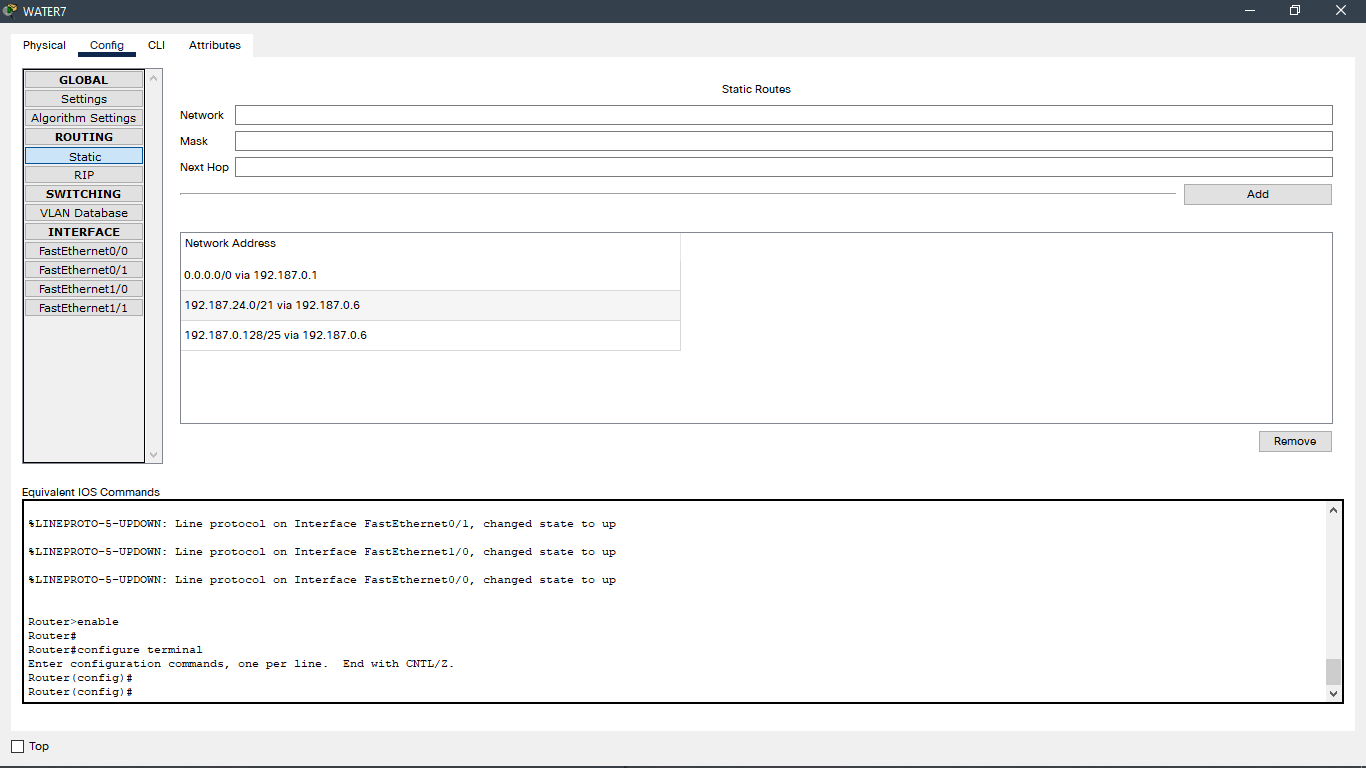 WATER7
Physical Config CLI Attributes
GLOBAL
Settings
Algorithm Settings
ROUTING
Static
RIP
SWITCHING
VLAN Database
INTERFACE
FastEthernet0/0
FastEthernet0/1
FastEthernet1/0
FastEthernet1/1
Static Routes
Network
Mask
Next Hop
Add
Network Address
0.0.0.0/0 via 192.187.0.1
192.187.24.0/21 via 192.187.0.6
192.187.0.128/25 via 192.187.0.6
Remove
Equivalent IOS Commands
%LINEPROTO-5-UPDOWN: Line protocol on Interface FastEthernet0/1, changed state to up
%LINEPROTO-5-UPDOWN: Line protocol on Interface FastEthernet1/0, changed state to up
%LINEPROTO-5-UPDOWN: Line protocol on Interface FastEthernet0/0, changed state to up
Router>enable
Router#
Router#configure terminal
Enter configuration commands, one per line.  End with CNTL/Z.
Router(config)#
Router(config)#
Top